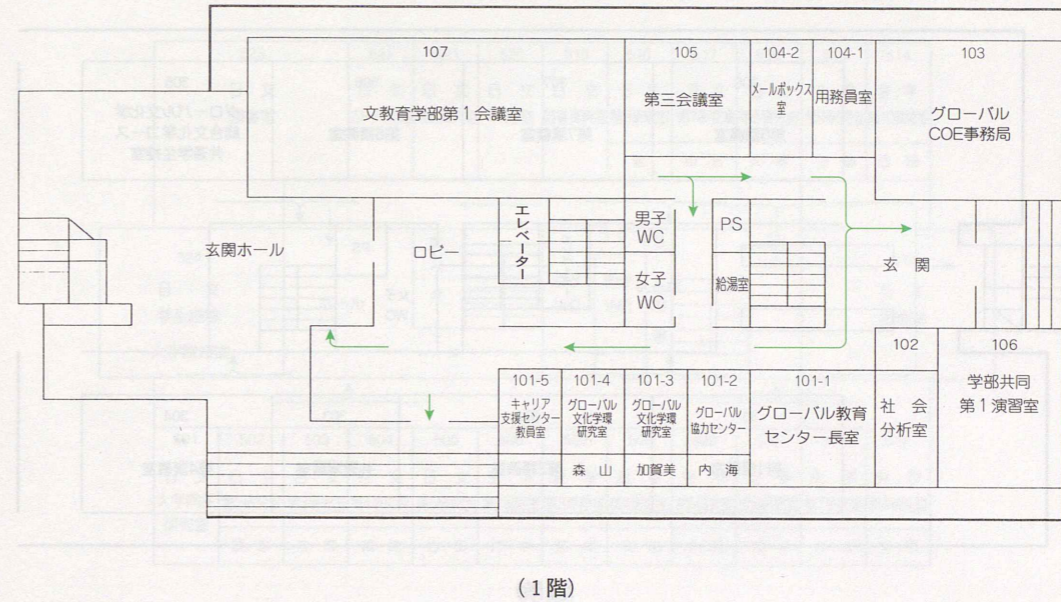 107
文教育学部第1会議室
105
第三会議室
104-2
メールボックス
室
104-1
用務員室
103
グローバル
COE事務局
玄関ホール
ロビー
エレベーター
男子
WC
女子
WC
PS
給湯室
玄 関
101-5
キャリア
支援センター
教員室
101-4
グローバル
文化学環
研究室
森 山
101-3
グローバル
文化学環
研究室
加賀美
101-2
グローバル
協力センター
内 海
101-1
グローバル教育
センター長室
102
社 会
分析室
106
学部共同
第1演習室
(1階)